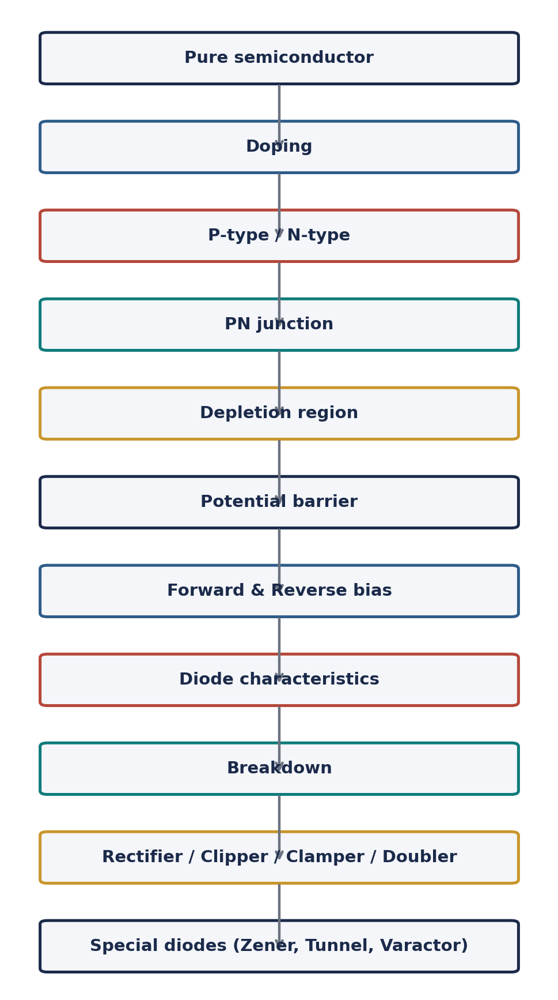 Pure semiconductor
Doping
P-type / N-type
PN junction
Depletion region
Potential barrier
Forward & Reverse bias
Diode characteristics
Breakdown
Rectifier / Clipper / Clamper / Doubler
Special diodes (Zener, Tunnel, Varactor)